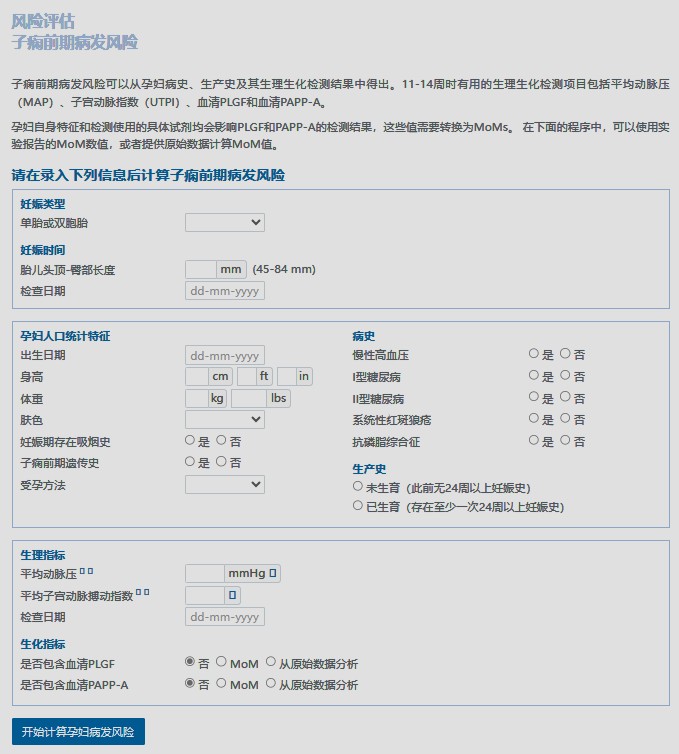 风险评估
子痫前期病发风险
子痫前期病发风险可以从孕妇病史、生产史及其生理生化检测结果中得出。11-14周时有用的生理生化检测项目包括平均动脉压
（MAP）、子宫动脉指数（UTPI）、血清PLGF和血清PAPP-A。
孕妇自身特征和检测使用的具体试剂均会影响PLGF和PAPP-A的检测结果，这些值需要转换为MoMs。 在下面的程序中，可以使用实
验报告的MoM数值，或者提供原始数据计算MoM值。
请在录入下列信息后计算子痫前期病发风险
妊娠类型
单胎或双胞胎
妊娠时间
胎儿头顶-臀部长度 mm (45-84 mm)
检查日期 dd-mm-yyyy
孕妇人口统计特征
出生日期 dd-mm-yyyy
身高 cm ft in
体重 kg lbs
肤色
妊娠期存在吸烟史 是 否
子痫前期遗传史 是 否
受孕方法
病史
慢性高血压 是 否
I型糖尿病 是 否
II型糖尿病 是 否
系统性红斑狼疮 是 否
抗磷脂综合征 是 否
生产史
未生育（此前无24周以上妊娠史）
已生育（存在至少一次24周以上妊娠史）
生理指标
平均动脉压 mmHg
平均子宫动脉搏动指数
检查日期 dd-mm-yyyy
生化指标
是否包含血清PLGF 否 MoM 从原始数据分析
是否包含血清PAPP-A 否 MoM 从原始数据分析
开始计算孕妇病发风险